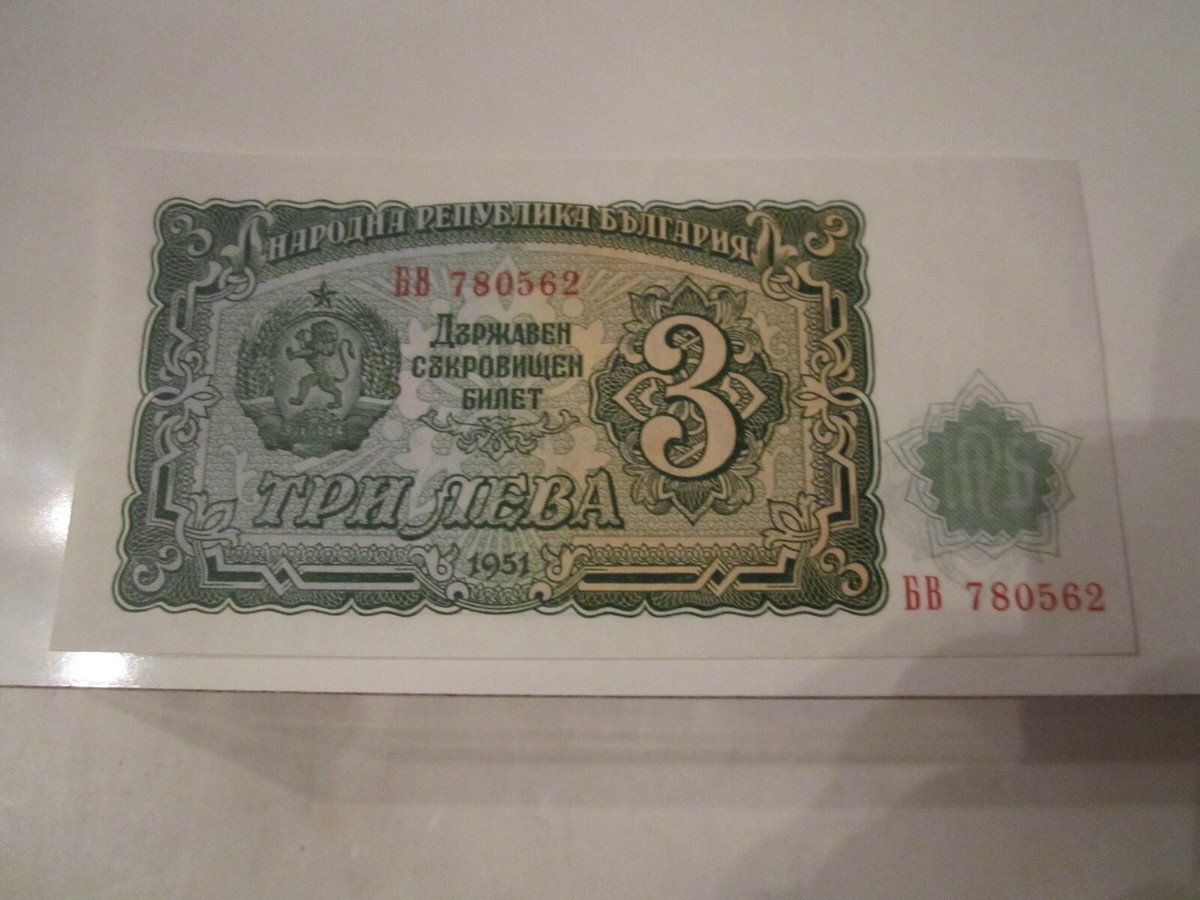 НАРОДНА РЕПУБЛИКА БЪЛГАРИЯ
БВ 780562
ДЪРЖАВЕН
СЪКРОВИЩЕН
БИЛЕТ
3
ТРИ ЛЕВА
1951
НРБ
БВ 780562